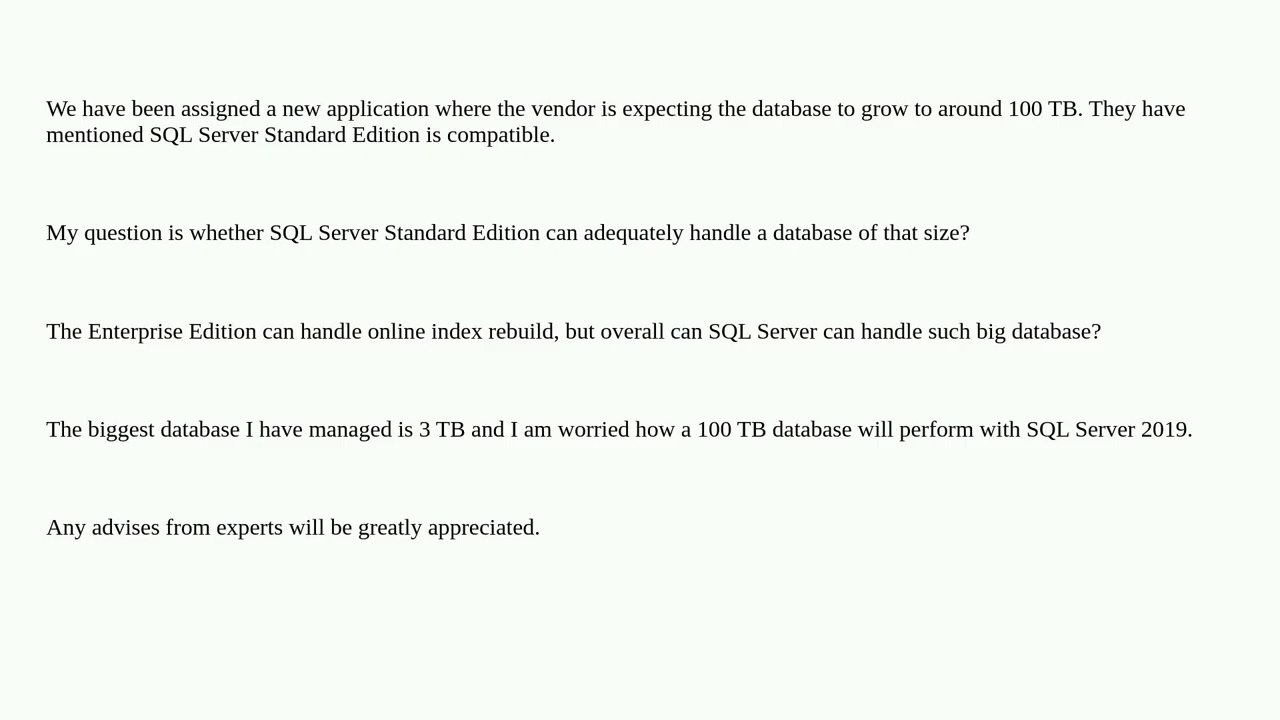 We have been assigned a new application where the vendor is expecting the database to grow to around 100 TB. They have
mentioned SQL Server Standard Edition is compatible.
My question is whether SQL Server Standard Edition can adequately handle a database of that size?
The Enterprise Edition can handle online index rebuild, but overall can SQL Server can handle such big database?
The biggest database I have managed is 3 TB and I am worried how a 100 TB database will perform with SQL Server 2019.
Any advises from experts will be greatly appreciated.